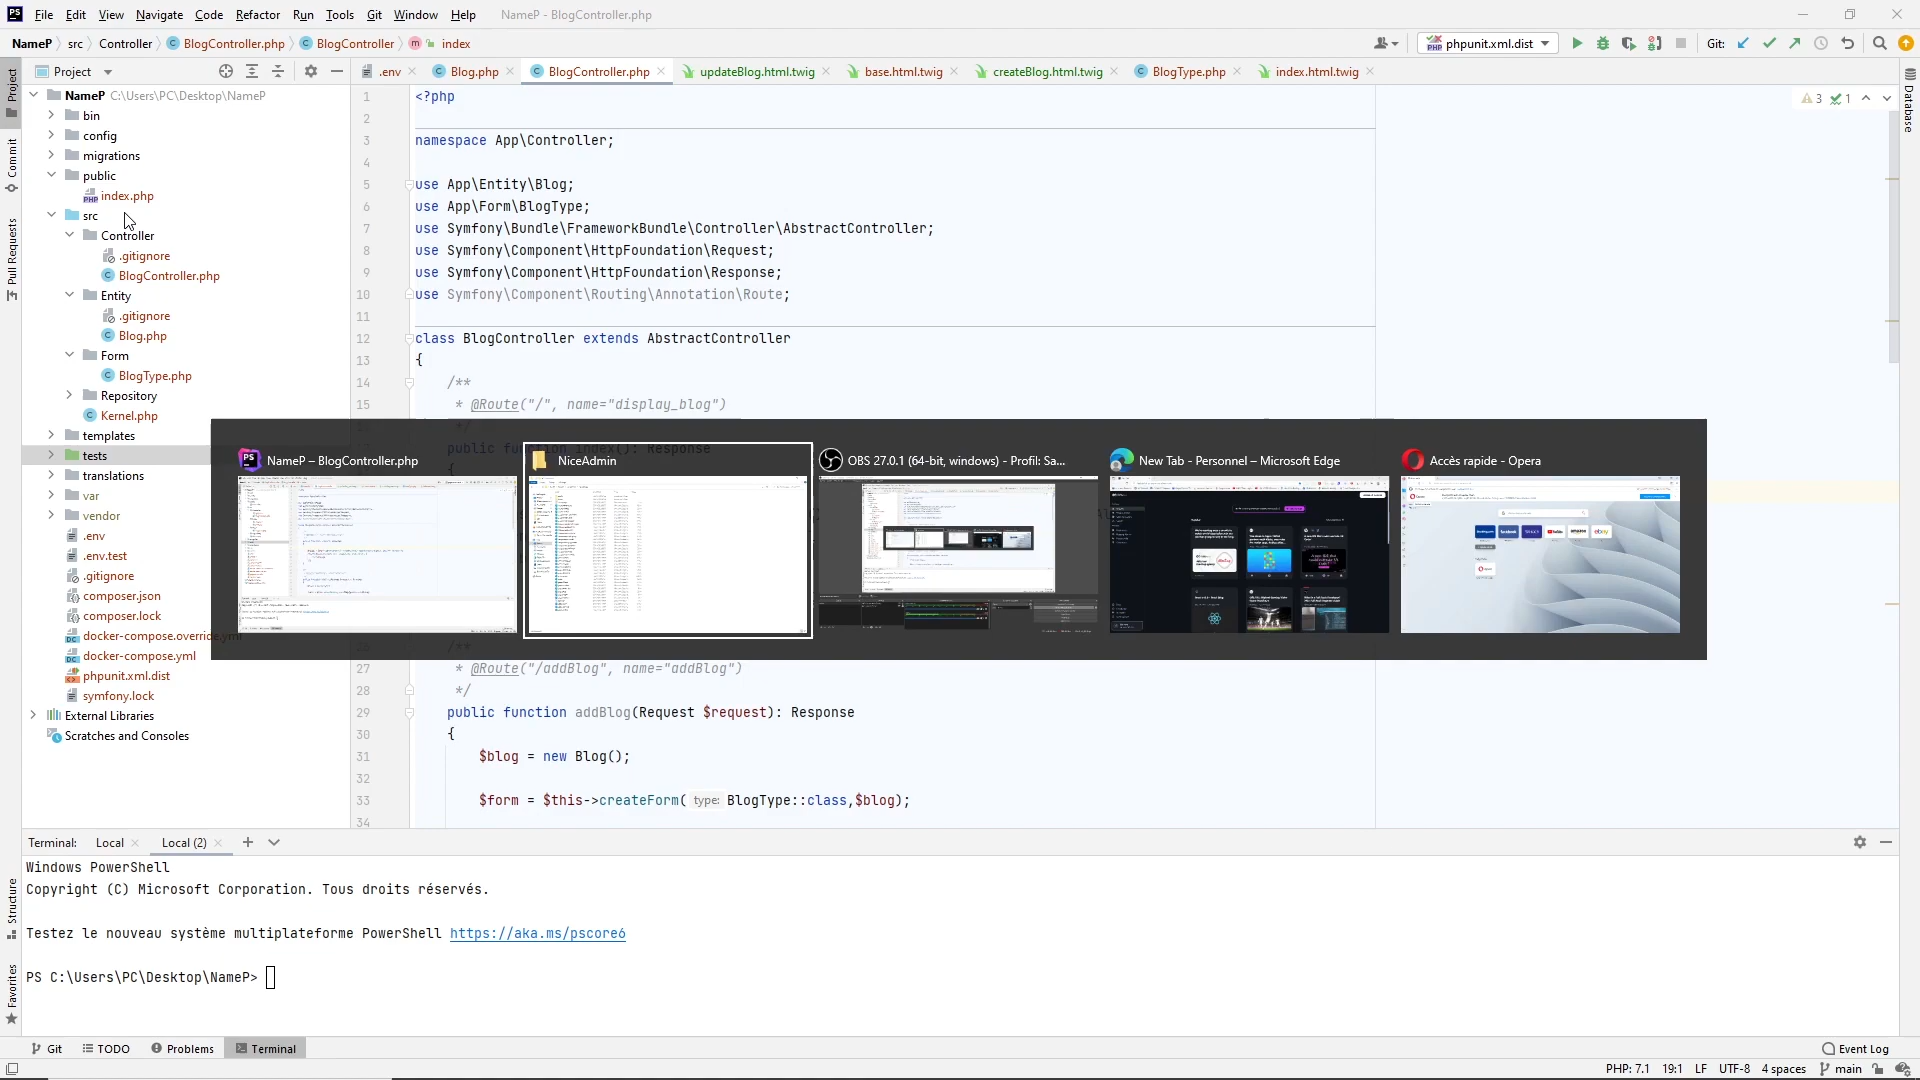 File Edit View Navigate Code Refactor Run Tools Git Window Help NameP - BlogController.php
NameP src Controller BlogController.php BlogController index phpunit.xml.dist Git:
Project .env Blog.php BlogController.php updateBlog.html.twig base.html.twig createBlog.html.twig BlogType.php index.html.twig
Project
Commit
Pull Requests
Structure
Favorites
Database
NameP C:\Users\PC\Desktop\NameP
bin
config
migrations
public
index.php
src
Controller
.gitignore
BlogController.php
Entity
.gitignore
Blog.php
Form
BlogType.php
Repository
Kernel.php
templates
tests
translations
var
vendor
.env
.env.test
.gitignore
composer.json
composer.lock
docker-compose.override.yml
docker-compose.yml
phpunit.xml.dist
symfony.lock
External Libraries
Scratches and Consoles
3 1
1 <?php
2
3 namespace App\Controller;
4
5 use App\Entity\Blog;
6 use App\Form\BlogType;
7 use Symfony\Bundle\FrameworkBundle\Controller\AbstractController;
8 use Symfony\Component\HttpFoundation\Request;
9 use Symfony\Component\HttpFoundation\Response;
10 use Symfony\Component\Routing\Annotation\Route;
11
12 class BlogController extends AbstractController
13 {
14 /**
15 * @Route("/", name="display_blog")
public function index(): Response
NameP – BlogController.php
NiceAdmin
OBS 27.0.1 (64-bit, windows) - Profil: Sa...
New Tab - Personnel – Microsoft Edge
Accès rapide - Opera
27 * @Route("/addBlog", name="addBlog")
28 */
29 public function addBlog(Request $request): Response
30 {
31 $blog = new Blog();
32
33 $form = $this->createForm( type: BlogType::class,$blog);
34
Terminal: Local Local (2)
Windows PowerShell
Copyright (C) Microsoft Corporation. Tous droits réservés.
Testez le nouveau système multiplateforme PowerShell https://aka.ms/pscore6
PS C:\Users\PC\Desktop\NameP>
Git TODO Problems Terminal Event Log
PHP: 7.1 19:1 LF UTF-8 4 spaces main